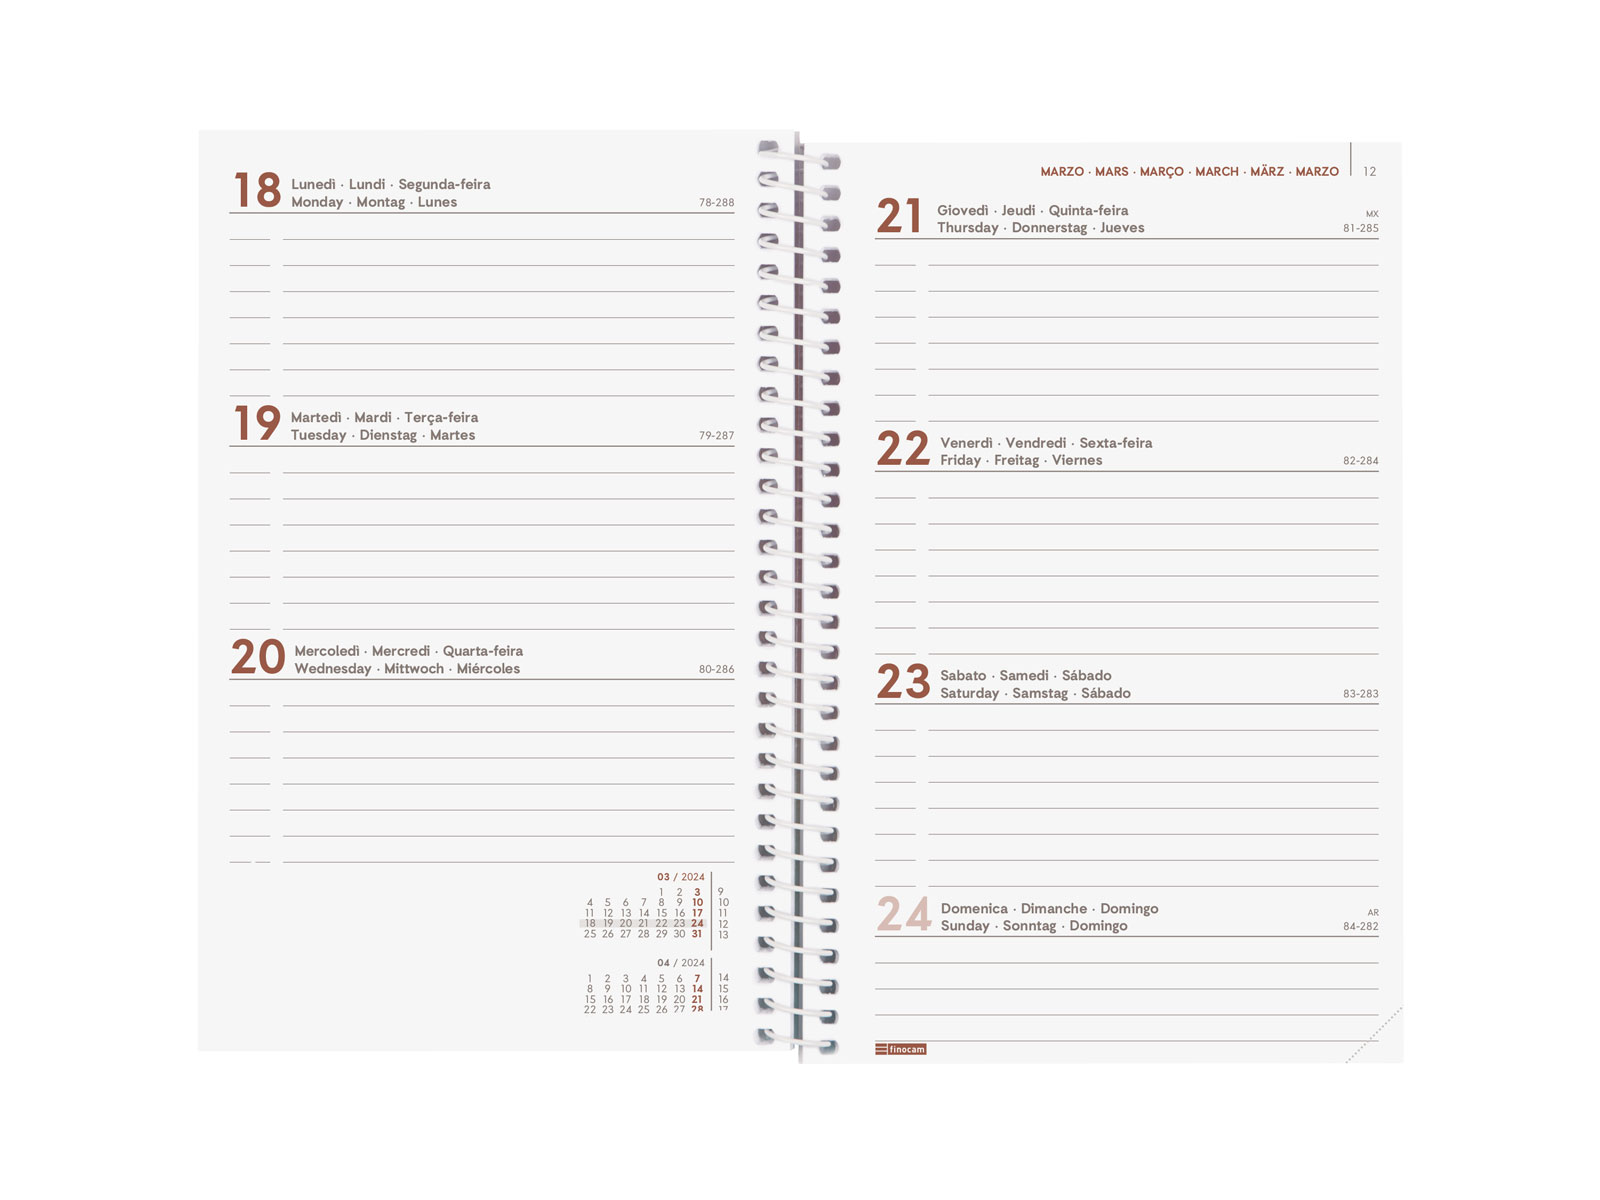 18 Lunedì · Lundi · Segunda-feira
Monday · Montag · Lunes 78-288
19 Martedì · Mardi · Terça-feira
Tuesday · Dienstag · Martes 79-287
20 Mercoledì · Mercredi · Quarta-feira
Wednesday · Mittwoch · Miércoles 80-286
03 / 2024
1 2 3 9
4 5 6 7 8 9 10 10
11 12 13 14 15 16 17 11
18 19 20 21 22 23 24 12
25 26 27 28 29 30 31 13
04 / 2024
1 2 3 4 5 6 7 14
8 9 10 11 12 13 14 15
15 16 17 18 19 20 21 16
22 23 24 25 26 27 28 17
MARZO · MARS · MARÇO · MARCH · MÄRZ · MARZO 12
21 Giovedì · Jeudi · Quinta-feira MX
Thursday · Donnerstag · Jueves 81-285
22 Venerdì · Vendredi · Sexta-feira
Friday · Freitag · Viernes 82-284
23 Sabato · Samedi · Sábado
Saturday · Samstag · Sábado 83-283
24 Domenica · Dimanche · Domingo AR
Sunday · Sonntag · Domingo 84-282
finocam